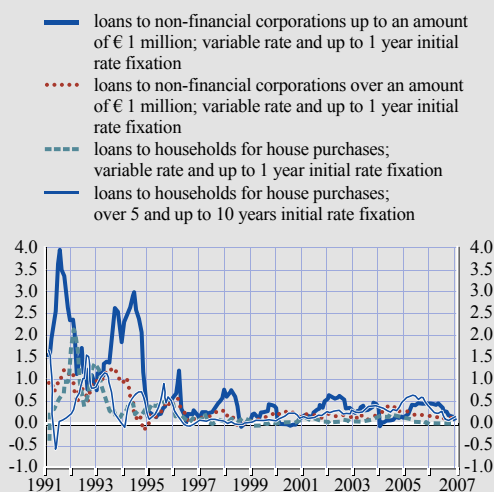 loans to non-financial corporations up to an amount
of € 1 million; variable rate and up to 1 year initial
rate fixation
loans to non-financial corporations over an amount
of € 1 million; variable rate and up to 1 year initial
rate fixation
loans to households for house purchases;
variable rate and up to 1 year initial rate fixation
loans to households for house purchases;
over 5 and up to 10 years initial rate fixation
4.0 4.0
3.5 3.5
3.0 3.0
2.5 2.5
2.0 2.0
1.5 1.5
1.0 1.0
0.5 0.5
0.0 0.0
-0.5 -0.5
-1.0 -1.0
1991 1993 1995 1997 1999 2001 2003 2005 2007